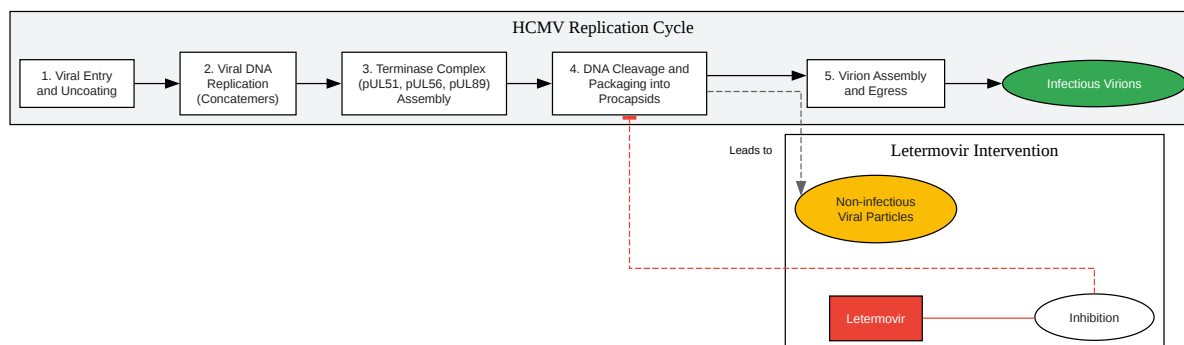 HCMV Replication Cycle
1. Viral Entry
and Uncoating
2. Viral DNA
Replication
(Concatemers)
3. Terminase Complex
(pUL51, pUL56, pUL89)
Assembly
4. DNA Cleavage and
Packaging into
Procapsids
5. Virion Assembly
and Egress
Infectious Virions
Leads to
Letermovir Intervention
Non-infectious
Viral Particles
Letermovir
Inhibition